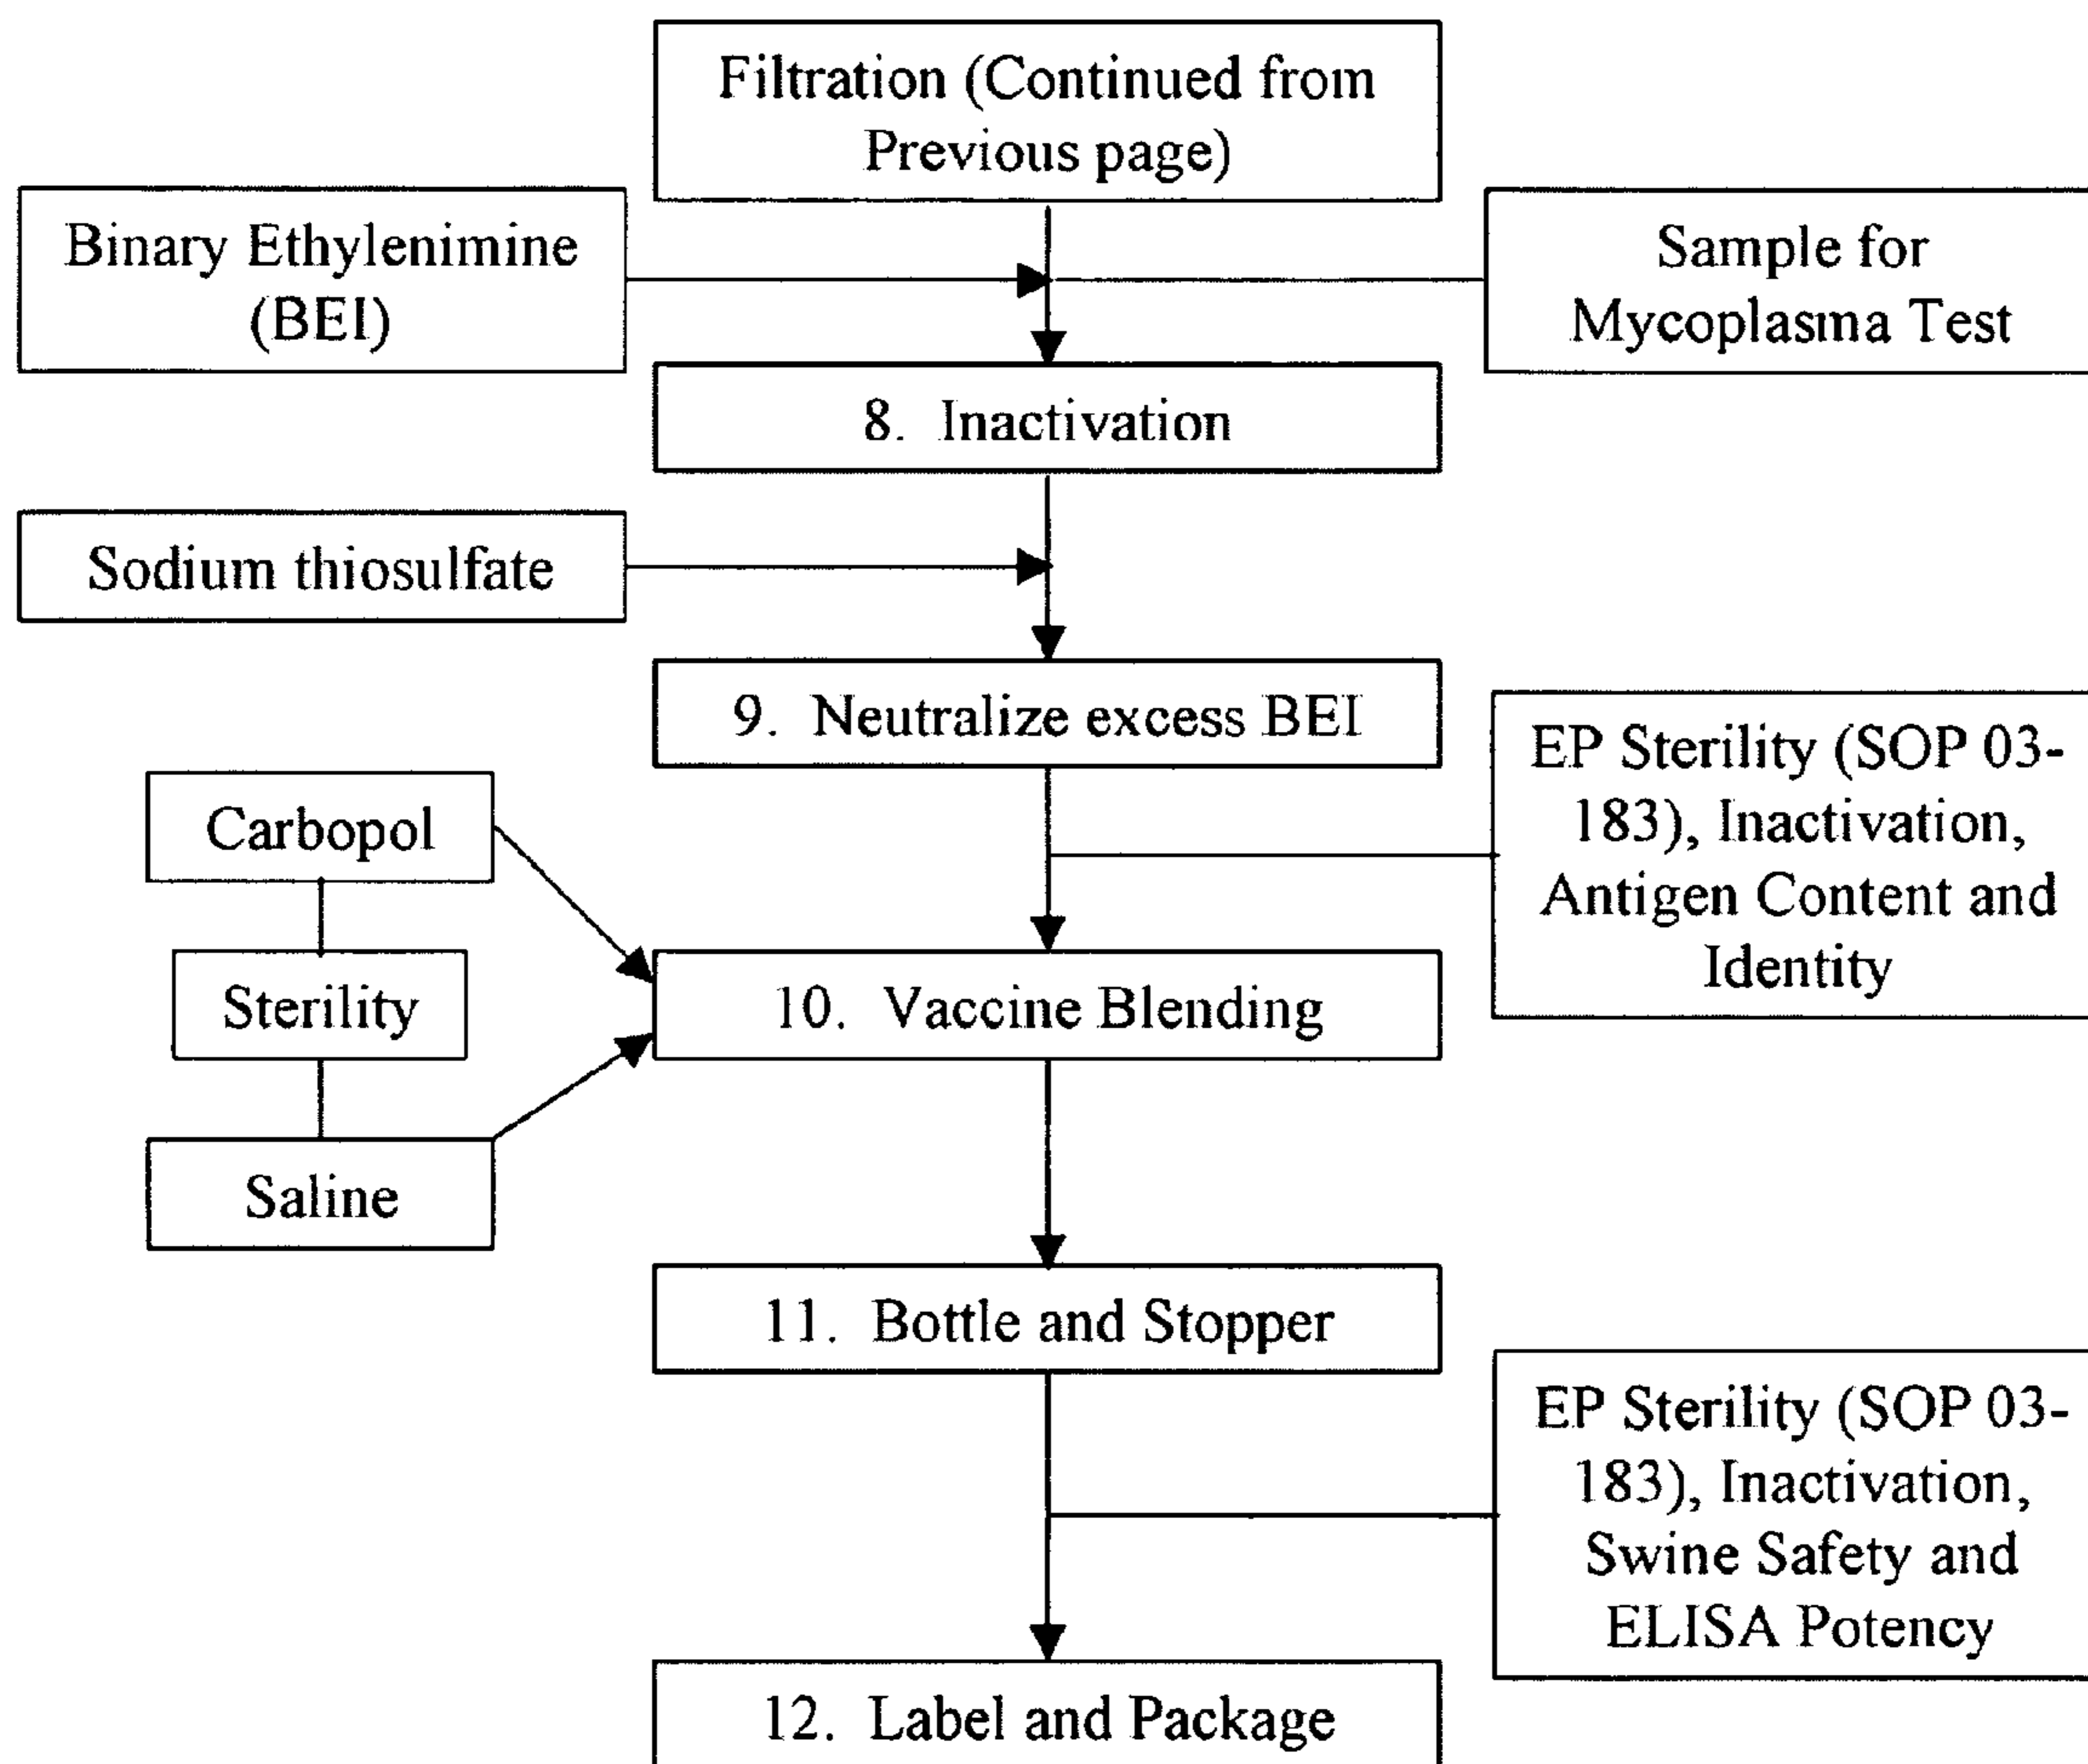 Filtration (Continued from
Previous page)
Binary Ethylenimine
(BEI)
Sample for
Mycoplasma Test
8. Inactivation
Sodium thiosulfate
9. Neutralize excess BEI
EP Sterility (SOP 03-
183), Inactivation,
Antigen Content and
Identity
Carbopol
Sterility
Saline
10. Vaccine Blending
11. Bottle and Stopper
EP Sterility (SOP 03-
183), Inactivation,
Swine Safety and
ELISA Potency
12. Label and Package